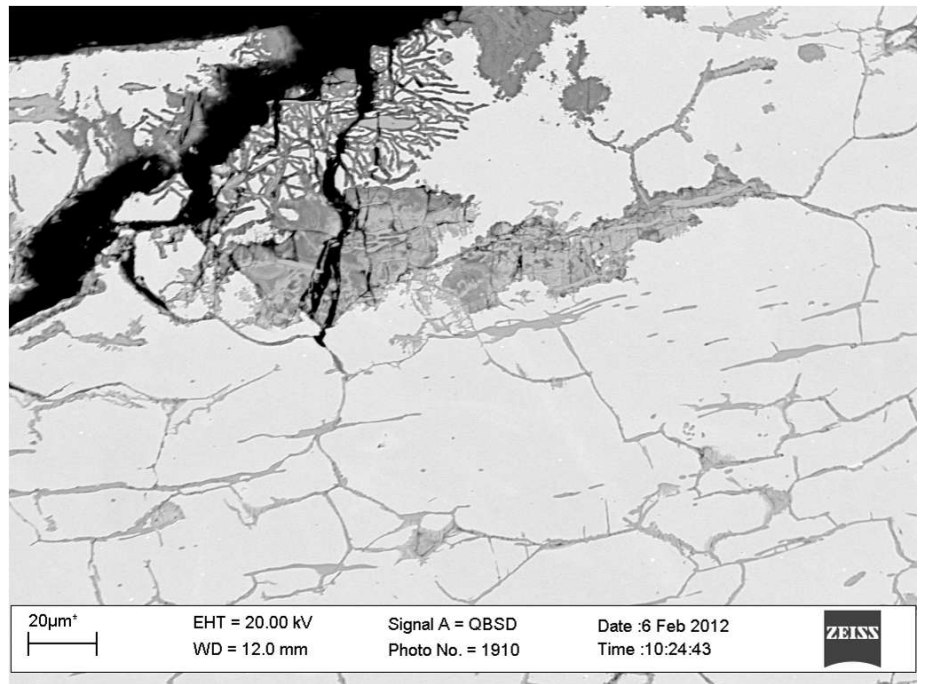 20µm*
EHT = 20.00 kV
WD = 12.0 mm
Signal A = QBSD
Photo No. = 1910
Date :6 Feb 2012
Time :10:24:43
ZEISS